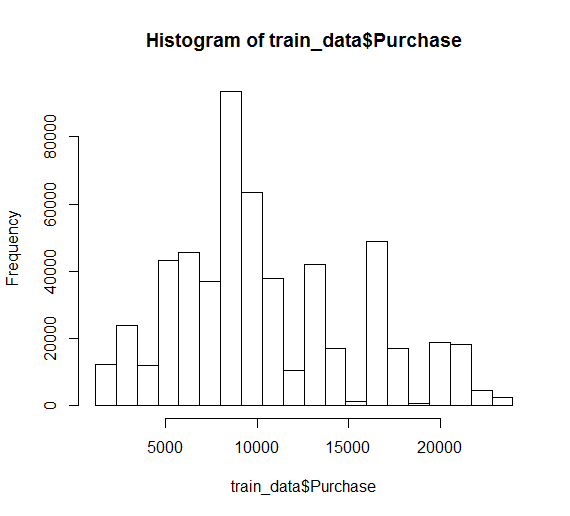 Histogram of train_data$Purchase
Frequency
80000
60000
40000
20000
0
5000 10000 15000 20000
train_data$Purchase